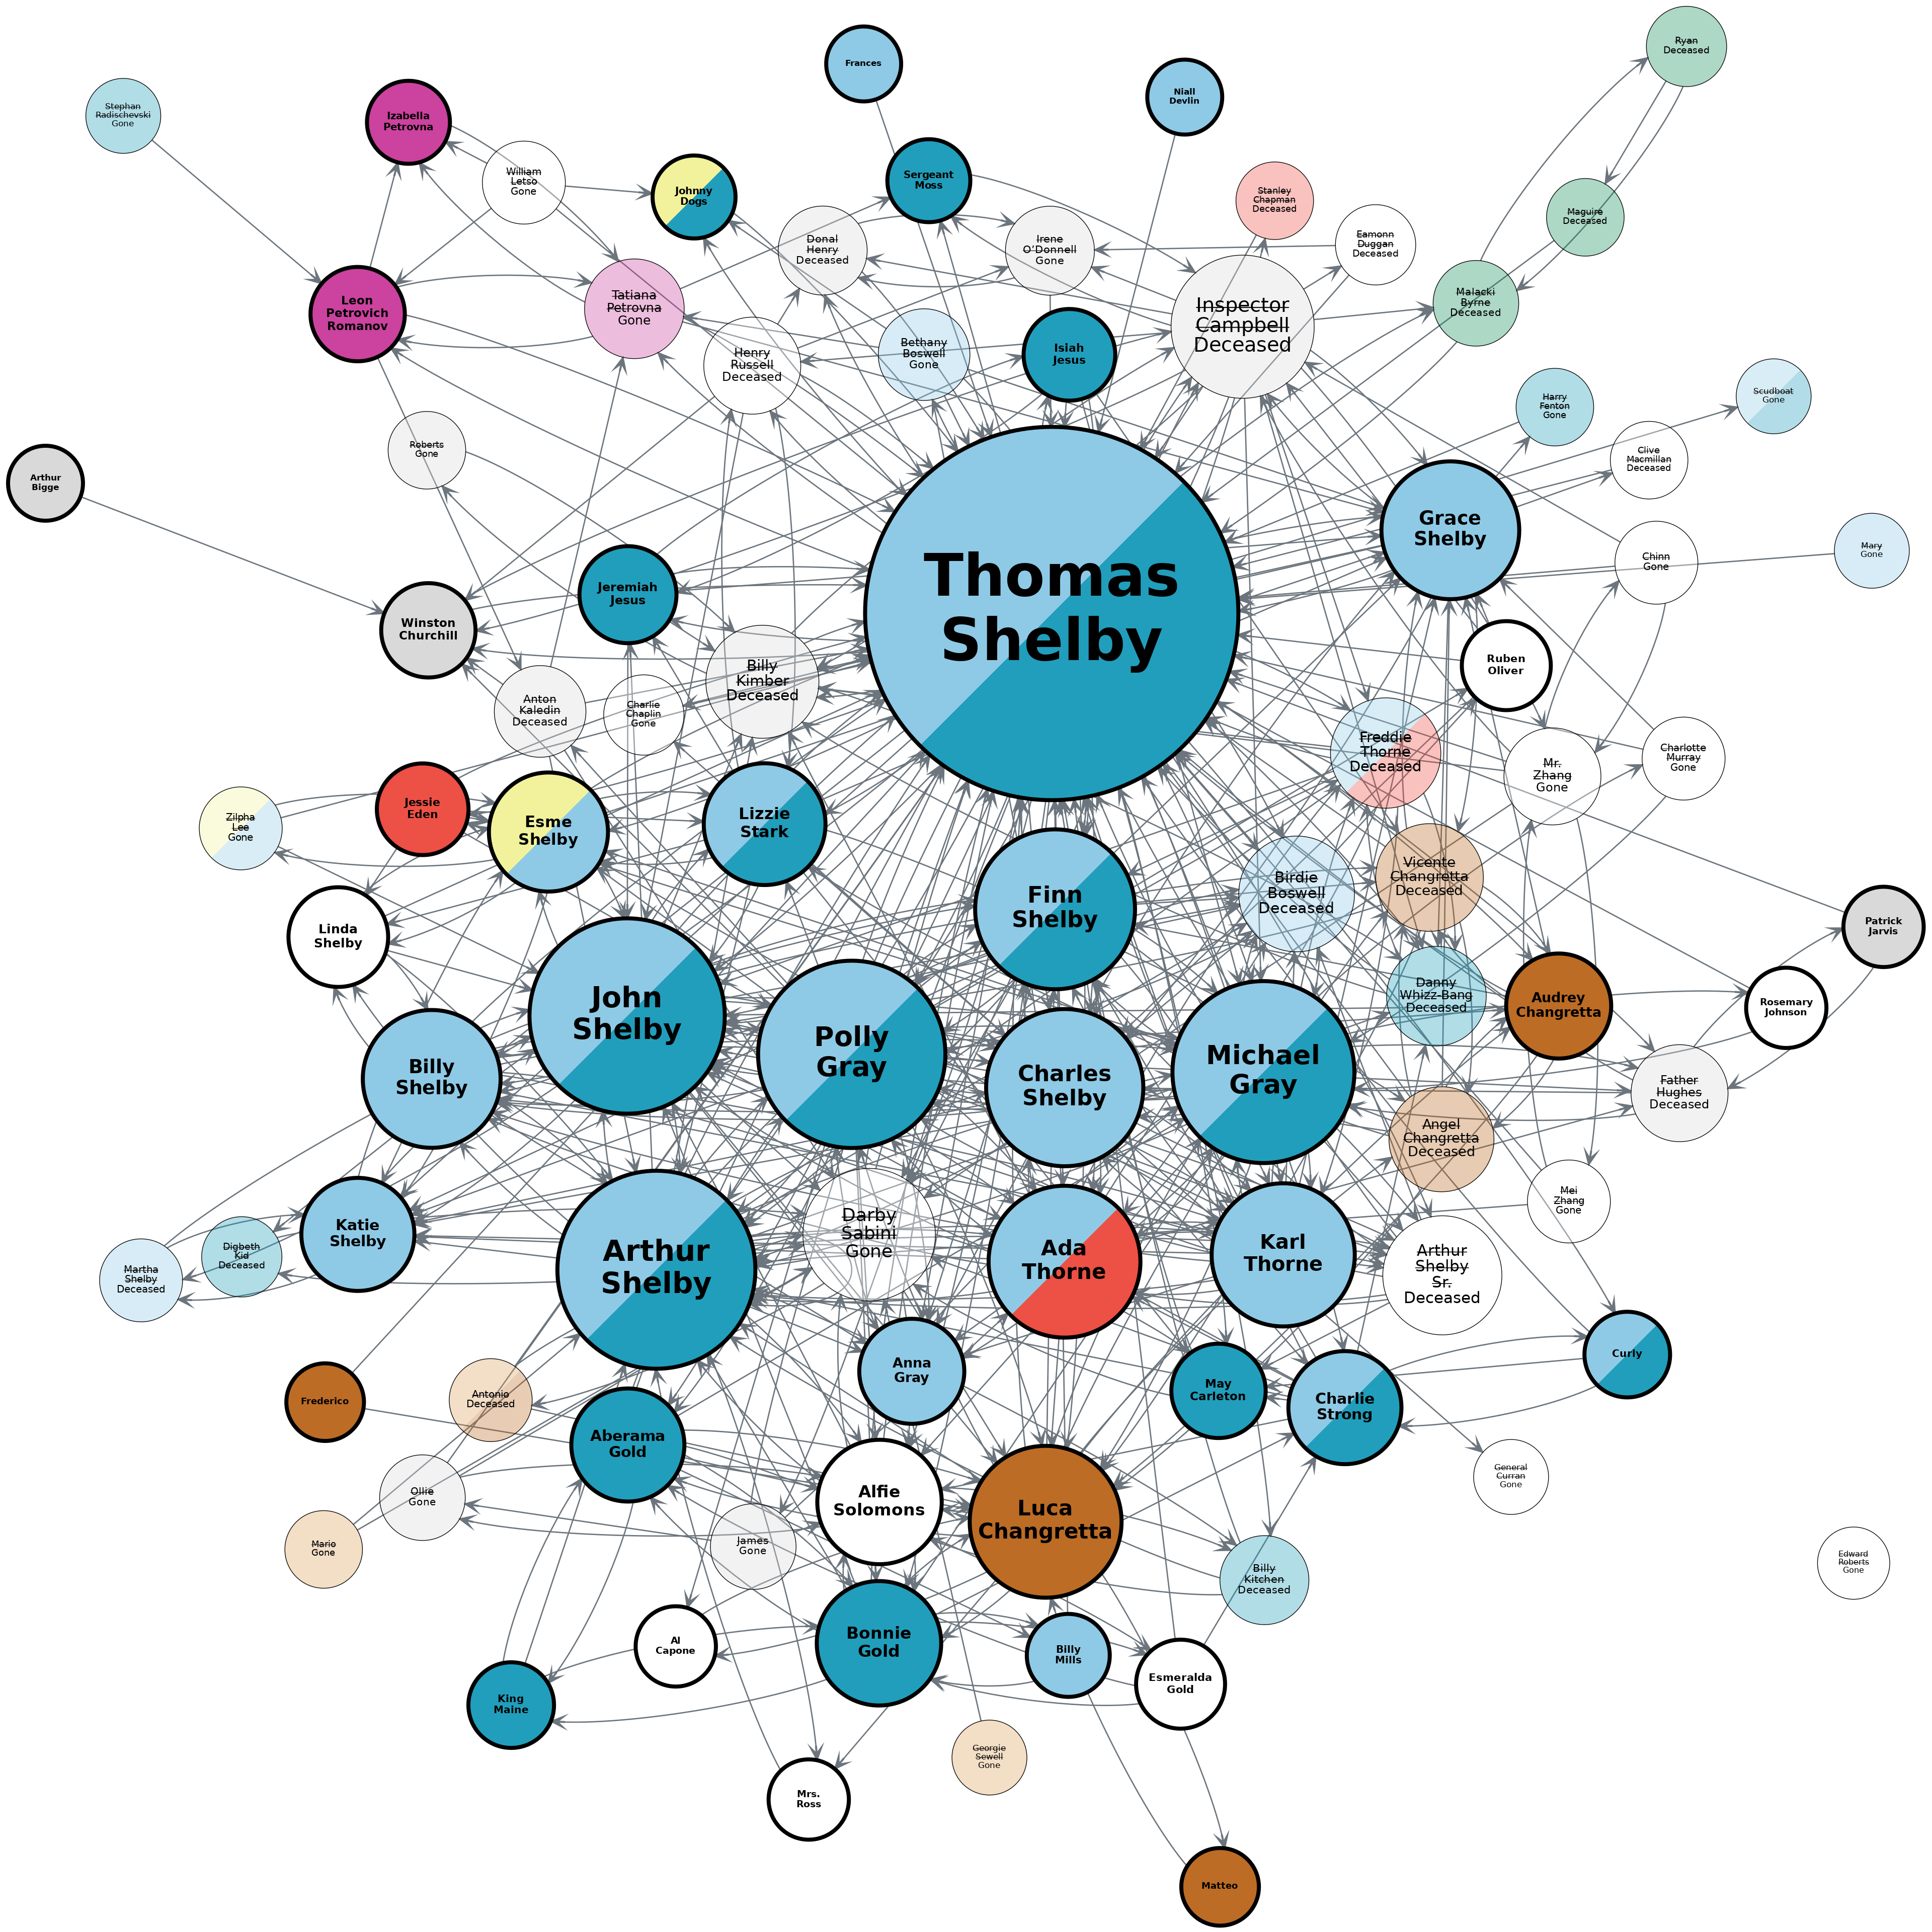 Ryan
Deceased
Frances
Niall
Devlin
Stephan
Radischevski
Gone
Izabella
Petrovna
William
Letso
Gone
Johnny
Dogs
Sergeant
Moss
Stanley
Chapman
Deceased
Maguire
Deceased
Donal
Henry
Deceased
Irene
O'Donnell
Gone
Eamonn
Duggan
Deceased
Leon
Petrovich
Romanov
Tatiana
Petrovna
Gone
Inspector
Campbell
Deceased
Malacki
Byrne
Deceased
Henry
Russell
Deceased
Bethany
Boswell
Gone
Isiah
Jesus
Harry
Fenton
Gone
Scudboat
Gone
Roberts
Gone
Clive
Macmillan
Deceased
Arthur
Bigge
Grace
Shelby
Chinn
Gone
Mary
Gone
Jeremiah
Jesus
Thomas
Shelby
Winston
Churchill
Ruben
Oliver
Billy
Kimber
Deceased
Anton
Kaledin
Deceased
Charlie
Chaplin
Gone
Freddie
Thorne
Deceased
Mr.
Zhang
Gone
Charlotte
Murray
Gone
Jessie
Eden
Zilpha
Lee
Gone
Esme
Shelby
Lizzie
Stark
Finn
Shelby
Birdie
Boswell
Deceased
Vicente
Changretta
Deceased
Patrick
Jarvis
Linda
Shelby
John
Shelby
Danny
Whizz-Bang
Deceased
Audrey
Changretta
Rosemary
Johnson
Billy
Shelby
Polly
Gray
Charles
Shelby
Michael
Gray
Father
Hughes
Deceased
Angel
Changretta
Deceased
Mei
Zhang
Gone
Katie
Shelby
Digbeth
Kid
Deceased
Martha
Shelby
Deceased
Arthur
Shelby
Darby
Sabini
Gone
Ada
Thorne
Karl
Thorne
Arthur
Shelby
Sr.
Deceased
Curly
Anna
Gray
May
Carleton
Charlie
Strong
Frederico
Antonio
Deceased
Aberama
Gold
General
Curran
Gone
Ollie
Gone
Alfie
Solomons
Luca
Changretta
Mario
Gone
James
Gone
Billy
Kitchen
Deceased
Edward
Roberts
Gone
Al
Capone
Bonnie
Gold
Billy
Mills
Esmeralda
Gold
King
Maine
Georgie
Sewell
Gone
Mrs.
Ross
Matteo